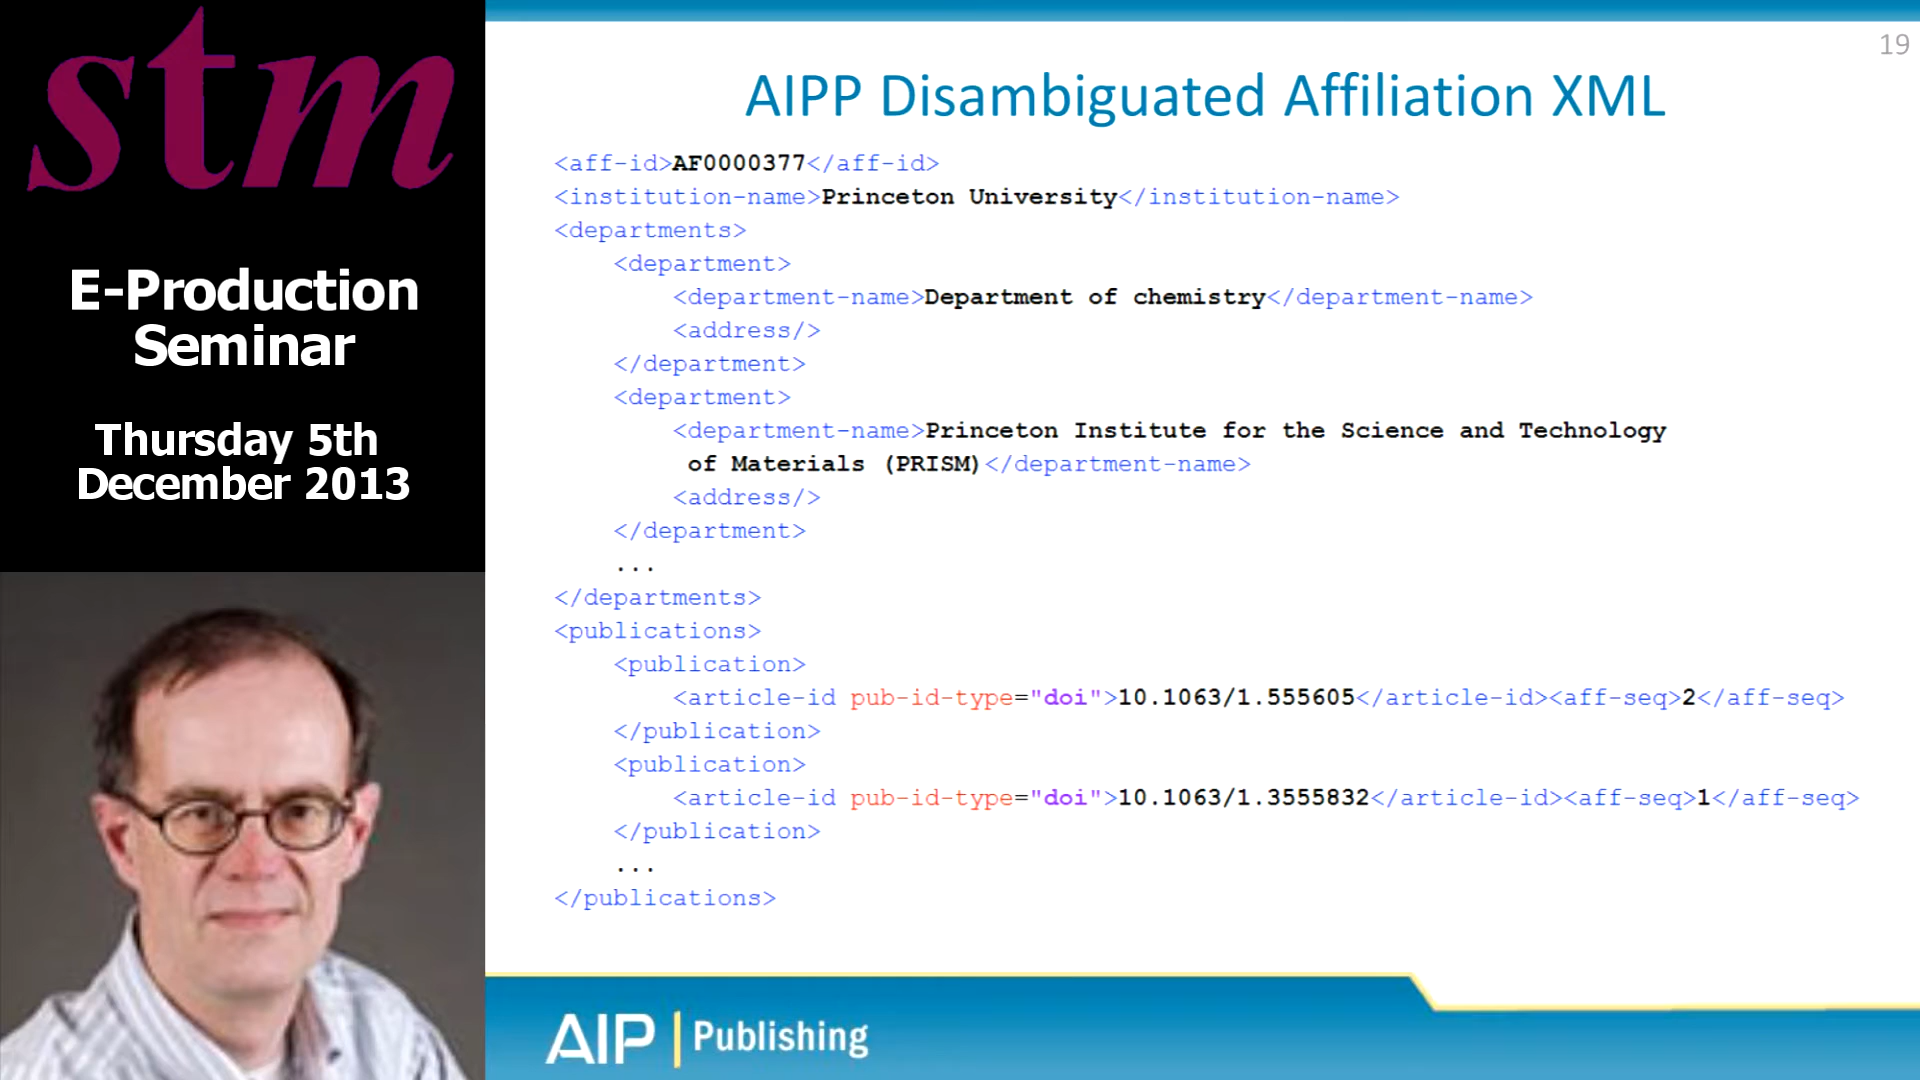 stm
E-Production
Seminar
Thursday 5th
December 2013
19
AIPP Disambiguated Affiliation XML
<aff-id>AF0000377</aff-id>
<institution-name>Princeton University</institution-name>
<departments>
<department>
<department-name>Department of chemistry</department-name>
<address/>
</department>
<department>
<department-name>Princeton Institute for the Science and Technology
of Materials (PRISM)</department-name>
<address/>
</department>
...
</departments>
<publications>
<publication>
<article-id pub-id-type="doi">10.1063/1.555605</article-id><aff-seq>2</aff-seq>
</publication>
<publication>
<article-id pub-id-type="doi">10.1063/1.3555832</article-id><aff-seq>1</aff-seq>
</publication>
...
</publications>
AIP | Publishing